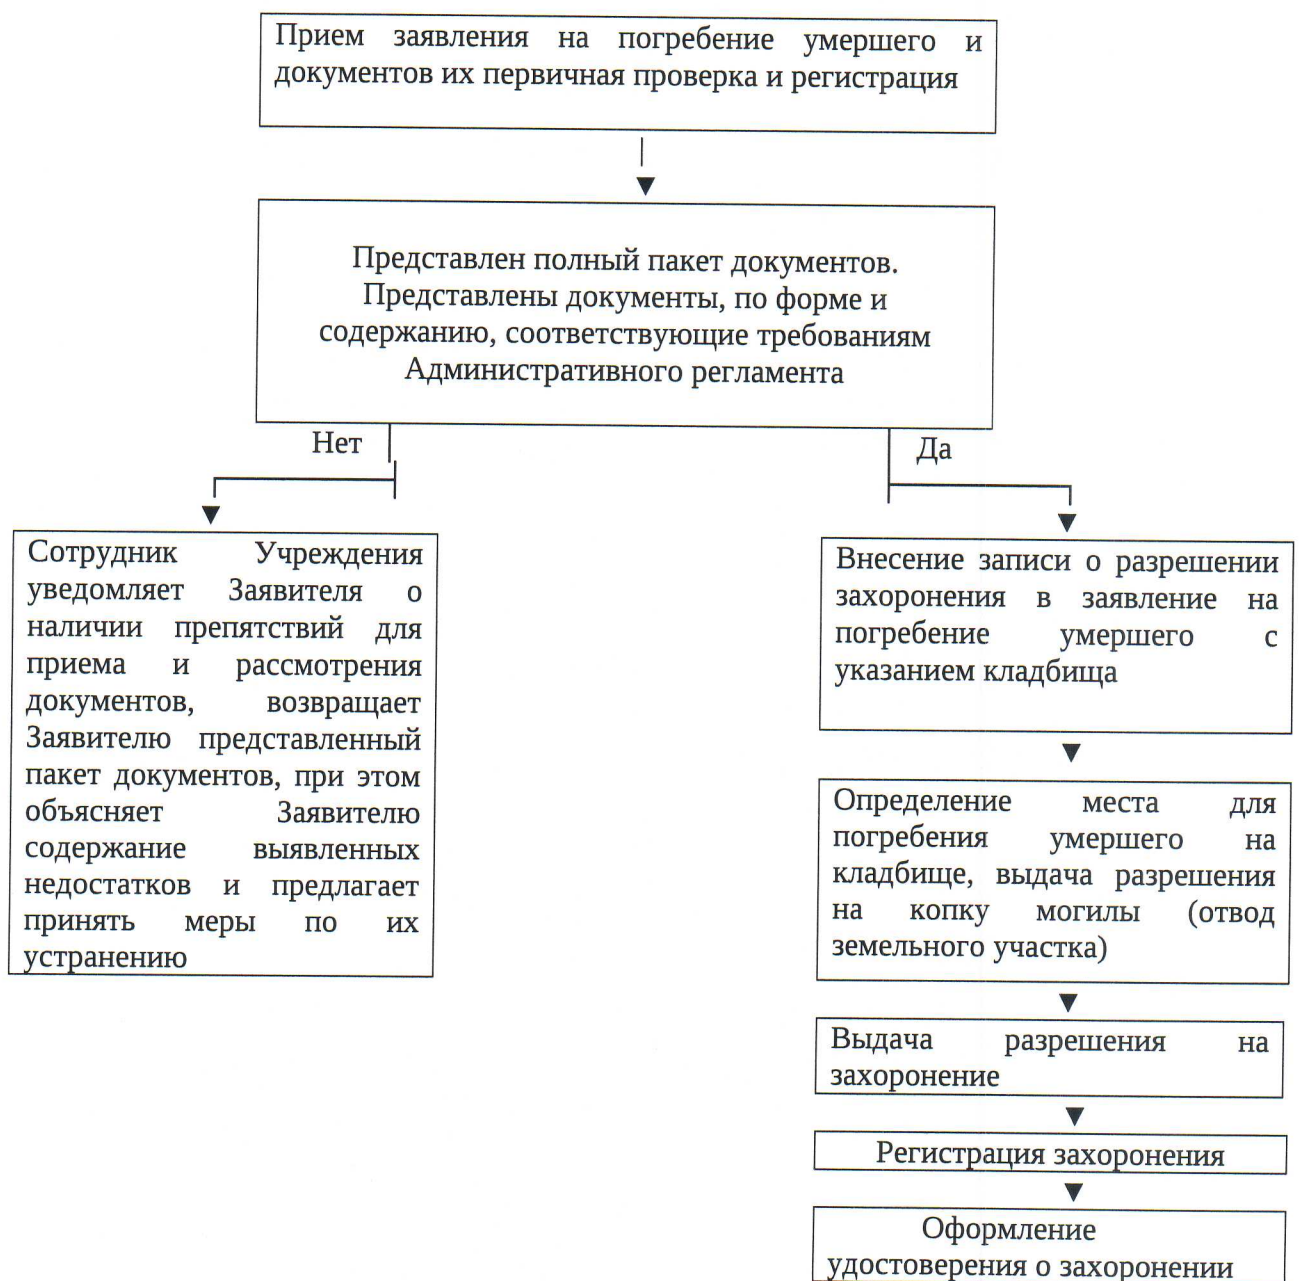 Прием заявления на погребение умершего и
документов их первичная проверка и регистрация
Представлен полный пакет документов.
Представлены документы, по форме и
содержанию, соответствующие требованиям
Административного регламента
Нет
Да
Сотрудник Учреждения
уведомляет Заявителя о
наличии препятствий для
приема и рассмотрения
документов, возвращает
Заявителю представленный
пакет документов, при этом
объясняет Заявителю
содержание выявленных
недостатков и предлагает
принять меры по их
устранению
Внесение записи о разрешении
захоронения в заявление на
погребение умершего с
указанием кладбища
Определение места для
погребения умершего на
кладбище, выдача разрешения
на копку могилы (отвод
земельного участка)
Выдача разрешения на
захоронение
Регистрация захоронения
Оформление
удостоверения о захоронении